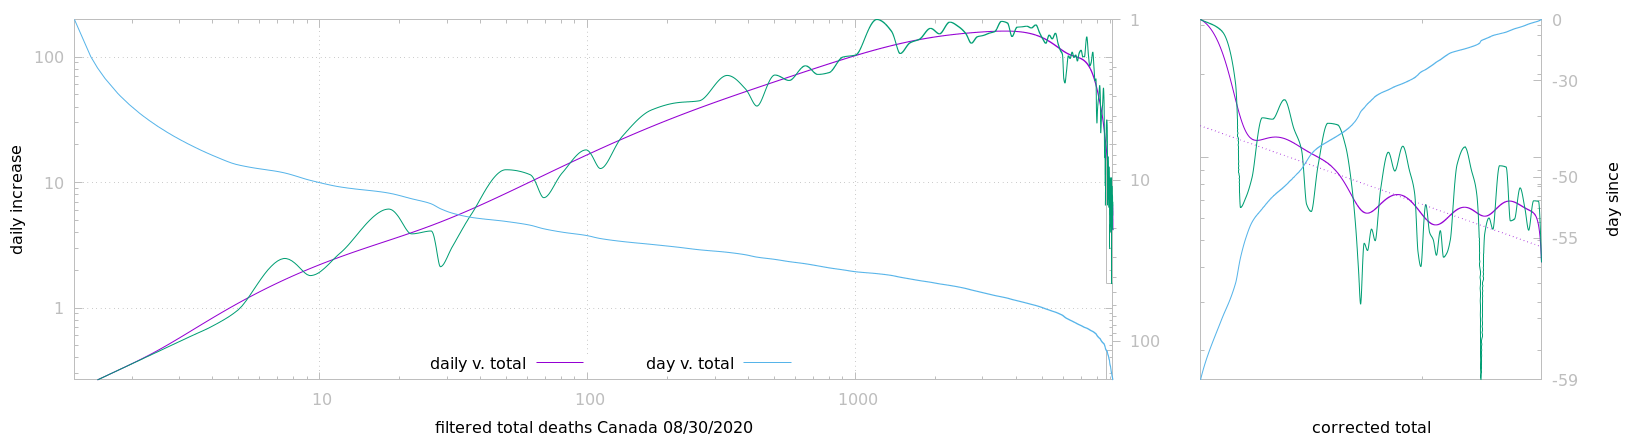 daily increase
100
10
1
10
100
1000
1
10
100
daily v. total
day v. total
filtered total deaths Canada 08/30/2020
0
-30
-50
-55
-59
day since
corrected total